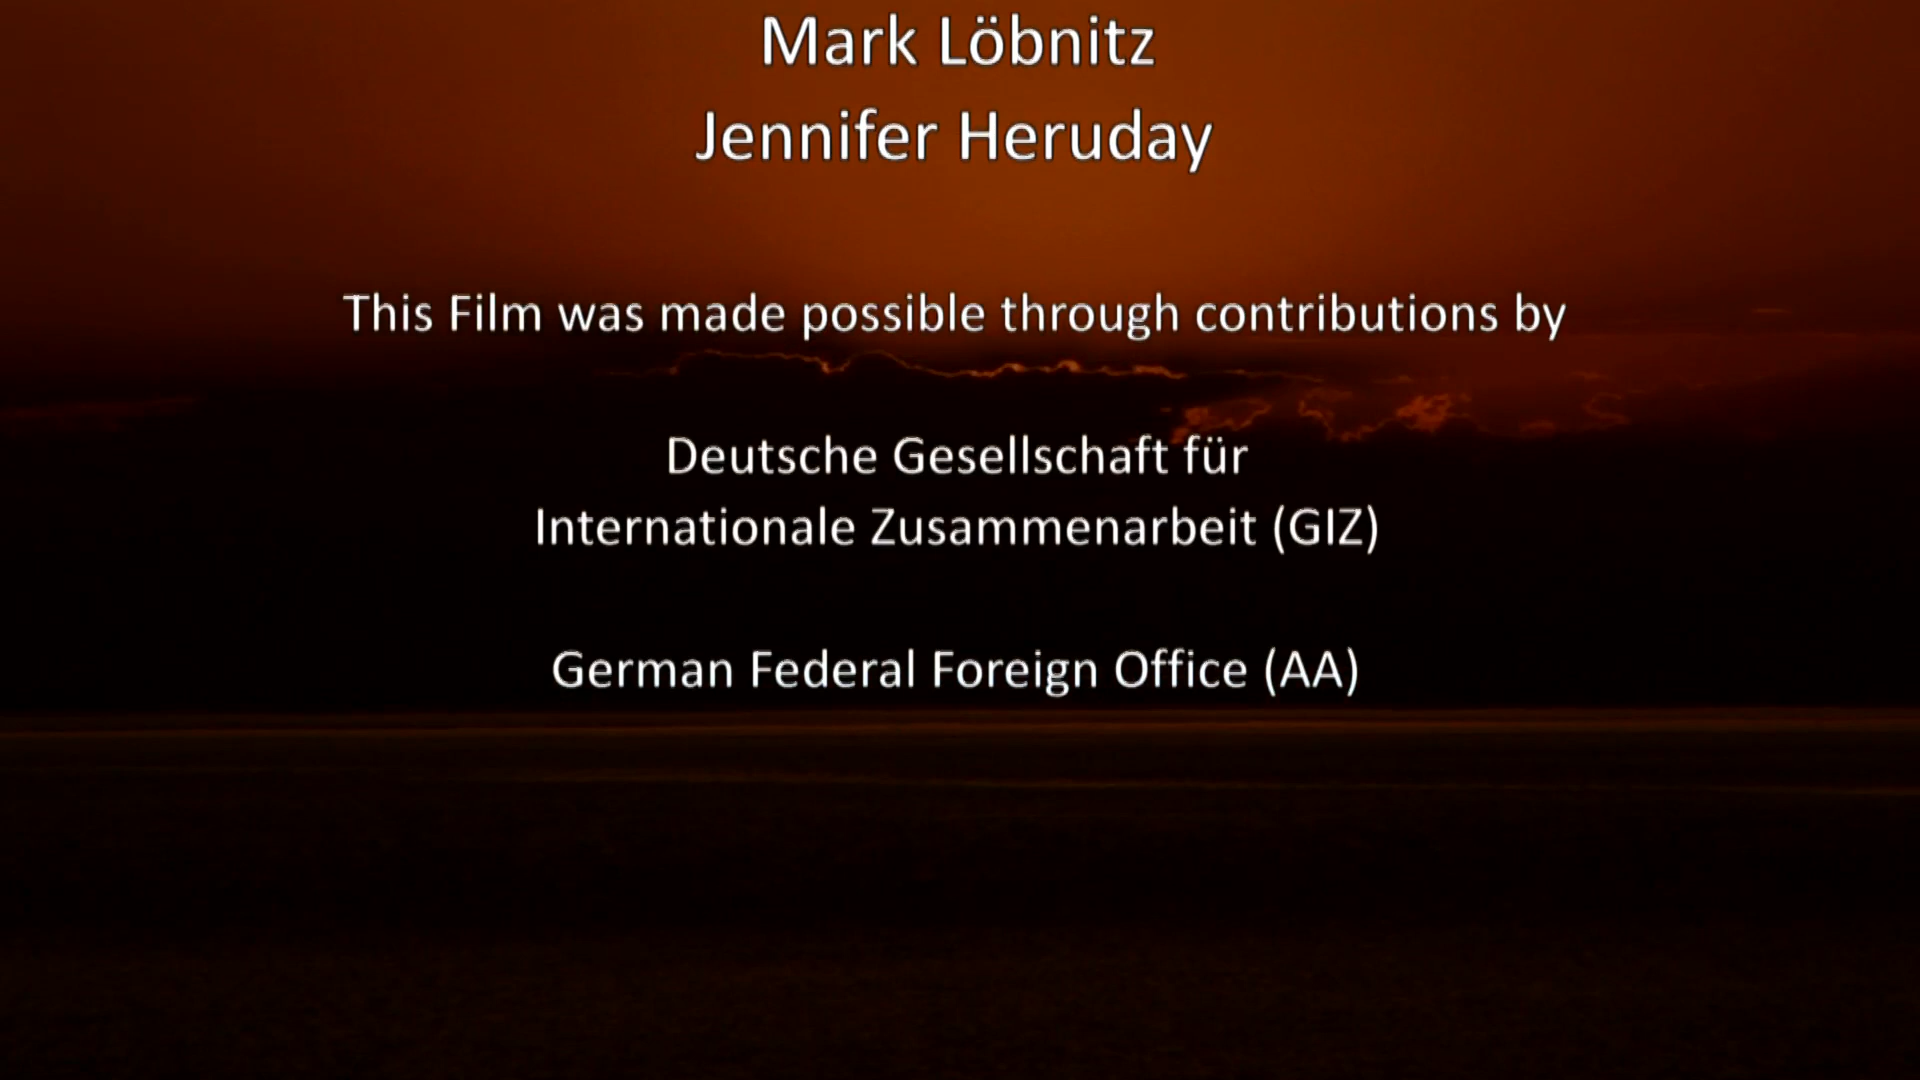 Mark Löbnitz
Jennifer Heruday
This Film was made possible through contributions by
Deutsche Gesellschaft für
Internationale Zusammenarbeit (GIZ)
German Federal Foreign Office (AA)